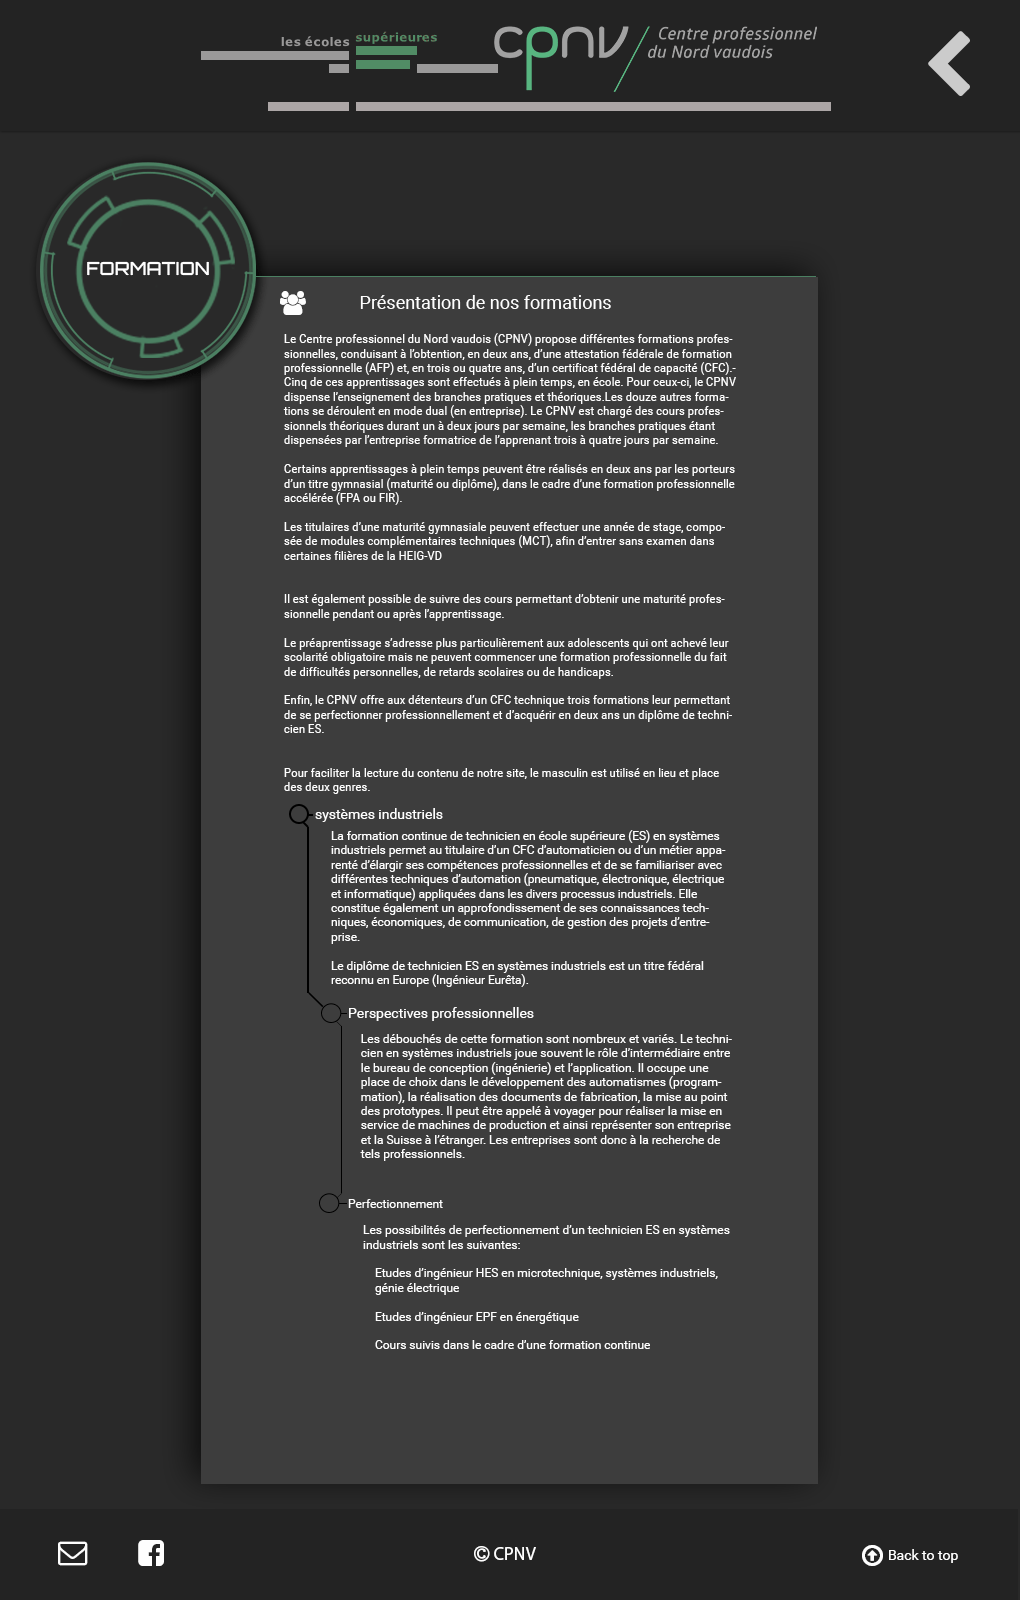 les écoles
supérieures
cpnv
Centre professionnel
du Nord vaudois
FORMATION
Présentation de nos formations
Le Centre professionnel du Nord vaudois (CPNV) propose différentes formations profes-
sionnelles, conduisant à l’obtention, en deux ans, d’une attestation fédérale de formation
professionnelle (AFP) et, en trois ou quatre ans, d’un certificat fédéral de capacité (CFC).-
Cinq de ces apprentissages sont effectués à plein temps, en école. Pour ceux-ci, le CPNV
dispense l’enseignement des branches pratiques et théoriques.Les douze autres forma-
tions se déroulent en mode dual (en entreprise). Le CPNV est chargé des cours profes-
sionnels théoriques durant un à deux jours par semaine, les branches pratiques étant
dispensées par l’entreprise formatrice de l’apprenant trois à quatre jours par semaine.
Certains apprentissages à plein temps peuvent être réalisés en deux ans par les porteurs
d’un titre gymnasial (maturité ou diplôme), dans le cadre d’une formation professionnelle
accélérée (FPA ou FIR).
Les titulaires d’une maturité gymnasiale peuvent effectuer une année de stage, compo-
sée de modules complémentaires techniques (MCT), afin d’entrer sans examen dans
certaines filières de la HEIG-VD
Il est également possible de suivre des cours permettant d’obtenir une maturité profes-
sionnelle pendant ou après l’apprentissage.
Le préaprentissage s’adresse plus particulièrement aux adolescents qui ont achevé leur
scolarité obligatoire mais ne peuvent commencer une formation professionnelle du fait
de difficultés personnelles, de retards scolaires ou de handicaps.
Enfin, le CPNV offre aux détenteurs d’un CFC technique trois formations leur permettant
de se perfectionner professionnellement et d’acquérir en deux ans un diplôme de techni-
cien ES.
Pour faciliter la lecture du contenu de notre site, le masculin est utilisé en lieu et place
des deux genres.
systèmes industriels
La formation continue de technicien en école supérieure (ES) en systèmes
industriels permet au titulaire d’un CFC d’automaticien ou d’un métier appa-
renté d’élargir ses compétences professionnelles et de se familiariser avec
différentes techniques d’automation (pneumatique, électronique, électrique
et informatique) appliquées dans les divers processus industriels. Elle
constitue également un approfondissement de ses connaissances tech-
niques, économiques, de communication, de gestion des projets d’entre-
prise.
Le diplôme de technicien ES en systèmes industriels est un titre fédéral
reconnu en Europe (Ingénieur Eurêta).
Perspectives professionnelles
Les débouchés de cette formation sont nombreux et variés. Le techni-
cien en systèmes industriels joue souvent le rôle d’intermédiaire entre
le bureau de conception (ingénierie) et l’application. Il occupe une
place de choix dans le développement des automatismes (program-
mation), la réalisation des documents de fabrication, la mise au point
des prototypes. Il peut être appelé à voyager pour réaliser la mise en
service de machines de production et ainsi représenter son entreprise
et la Suisse à l’étranger. Les entreprises sont donc à la recherche de
tels professionnels.
Perfectionnement
Les possibilités de perfectionnement d’un technicien ES en systèmes
industriels sont les suivantes:
Etudes d’ingénieur HES en microtechnique, systèmes industriels,
génie électrique
Etudes d’ingénieur EPF en énergétique
Cours suivis dans le cadre d’une formation continue
© CPNV
Back to top